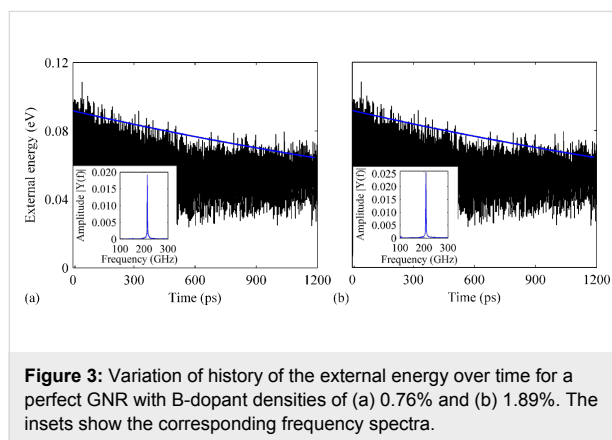 0.12
0.08
0.04
0
External energy (eV)
0.020
0.015
0.010
0.005
0
Amplitude |Y(f)|
100 200 300
Frequency (GHz)
0 300 600 900 1200
(a) Time (ps)
0.025
0.020
0.015
0.010
0.005
0
Amplitude |Y(f)|
100 200 300
Frequency (GHz)
0 300 600 900 1200
(b) Time (ps)
Figure 3: Variation of history of the external energy over time for a
perfect GNR with B-dopant densities of (a) 0.76% and (b) 1.89%. The
insets show the corresponding frequency spectra.